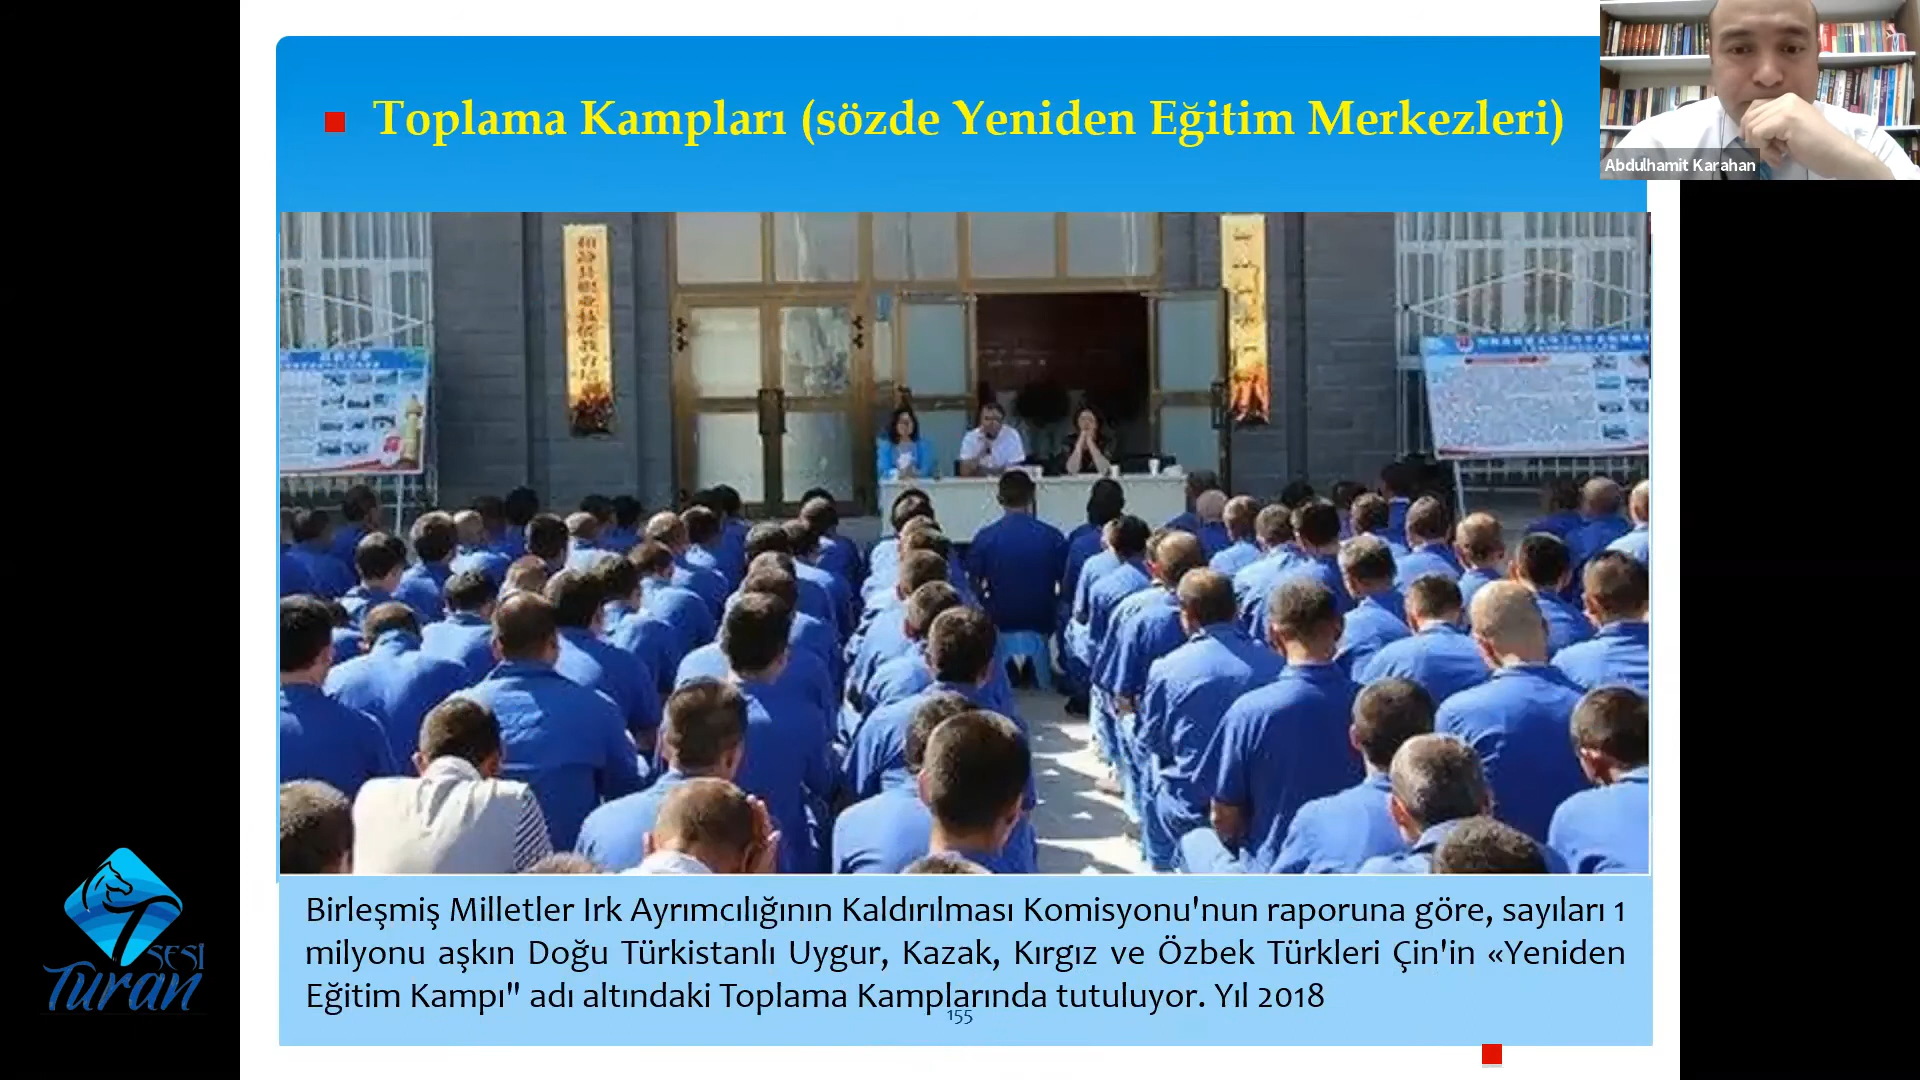 Toplama Kampları (sözde Yeniden Eğitim Merkezleri)
Abdulhamit Karahan
Birleşmiş Milletler Irk Ayrımcılığının Kaldırılması Komisyonu'nun raporuna göre, sayıları 1
milyonu aşkın Doğu Türkistanlı Uygur, Kazak, Kırgız ve Özbek Türkleri Çin'in «Yeniden
Eğitim Kampı" adı altındaki Toplama Kamplarında tutuluyor. Yıl 2018
155
SESİ
Turan